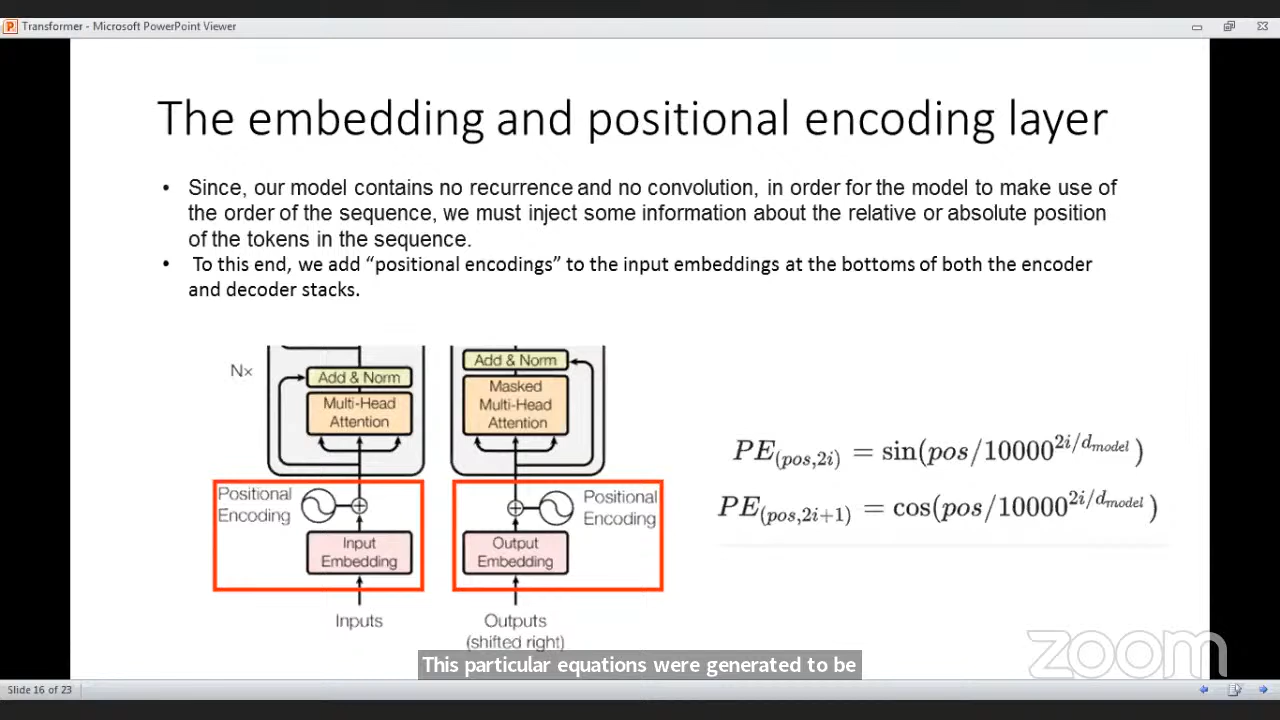 Transformer - Microsoft PowerPoint Viewer
The embedding and positional encoding layer
• Since, our model contains no recurrence and no convolution, in order for the model to make use of
the order of the sequence, we must inject some information about the relative or absolute position
of the tokens in the sequence.
• To this end, we add “positional encodings” to the input embeddings at the bottoms of both the encoder
and decoder stacks.
Nx
Add & Norm
Multi-Head
Attention
Positional
Encoding
Input
Embedding
Inputs
Add & Norm
Masked
Multi-Head
Attention
Positional
Encoding
Output
Embedding
Outputs
(shifted right)
PE(pos,2i) = sin(pos/10000^2i/dmodel)
PE(pos,2i+1) = cos(pos/10000^2i/dmodel)
zoom
This particular equations were generated to be
Slide 16 of 23